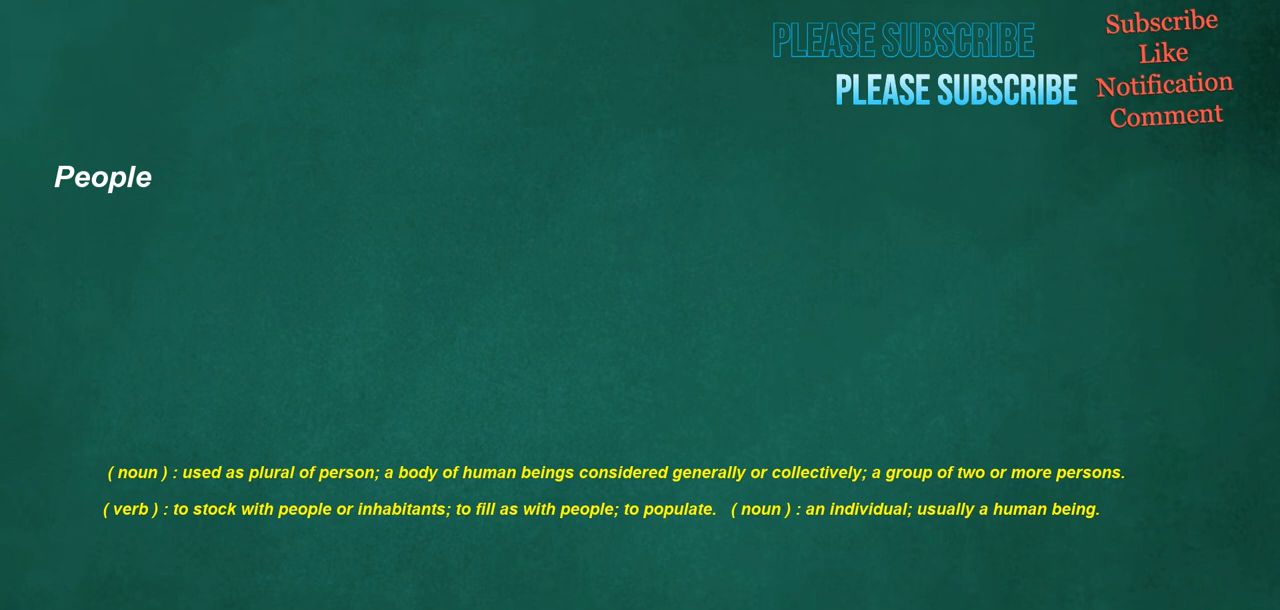 PLEASE SUBSCRIBE
PLEASE SUBSCRIBE
Subscribe
Like
Notification
Comment
People
( noun ) : used as plural of person; a body of human beings considered generally or collectively; a group of two or more persons.
( verb ) : to stock with people or inhabitants; to fill as with people; to populate. ( noun ) : an individual; usually a human being.